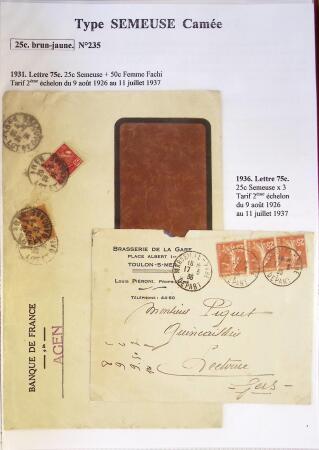 Type SEMEUSE Camée
25c. brun-jaune. N°235
1931. Lettre 75c. 25c Semeuse + 50c Femme Fachi
Tarif 2ème échelon du 9 août 1926 au 11 juillet 1937
1936. Lettre 75c.
25c Semeuse x 3
Tarif 2ème échelon
du 9 août 1926
au 11 juillet 1937
BANQUE DE FRANCE
AGEN
BRASSERIE DE LA GARE
PLACE ALBERT 1er
TOULON-S-MER
LOUIS PIERONI, PROPRIÉTAIRE
TÉLÉPHONE: 44-60
Monsieur Piquet
Quincaillier
Lectoure
Gers